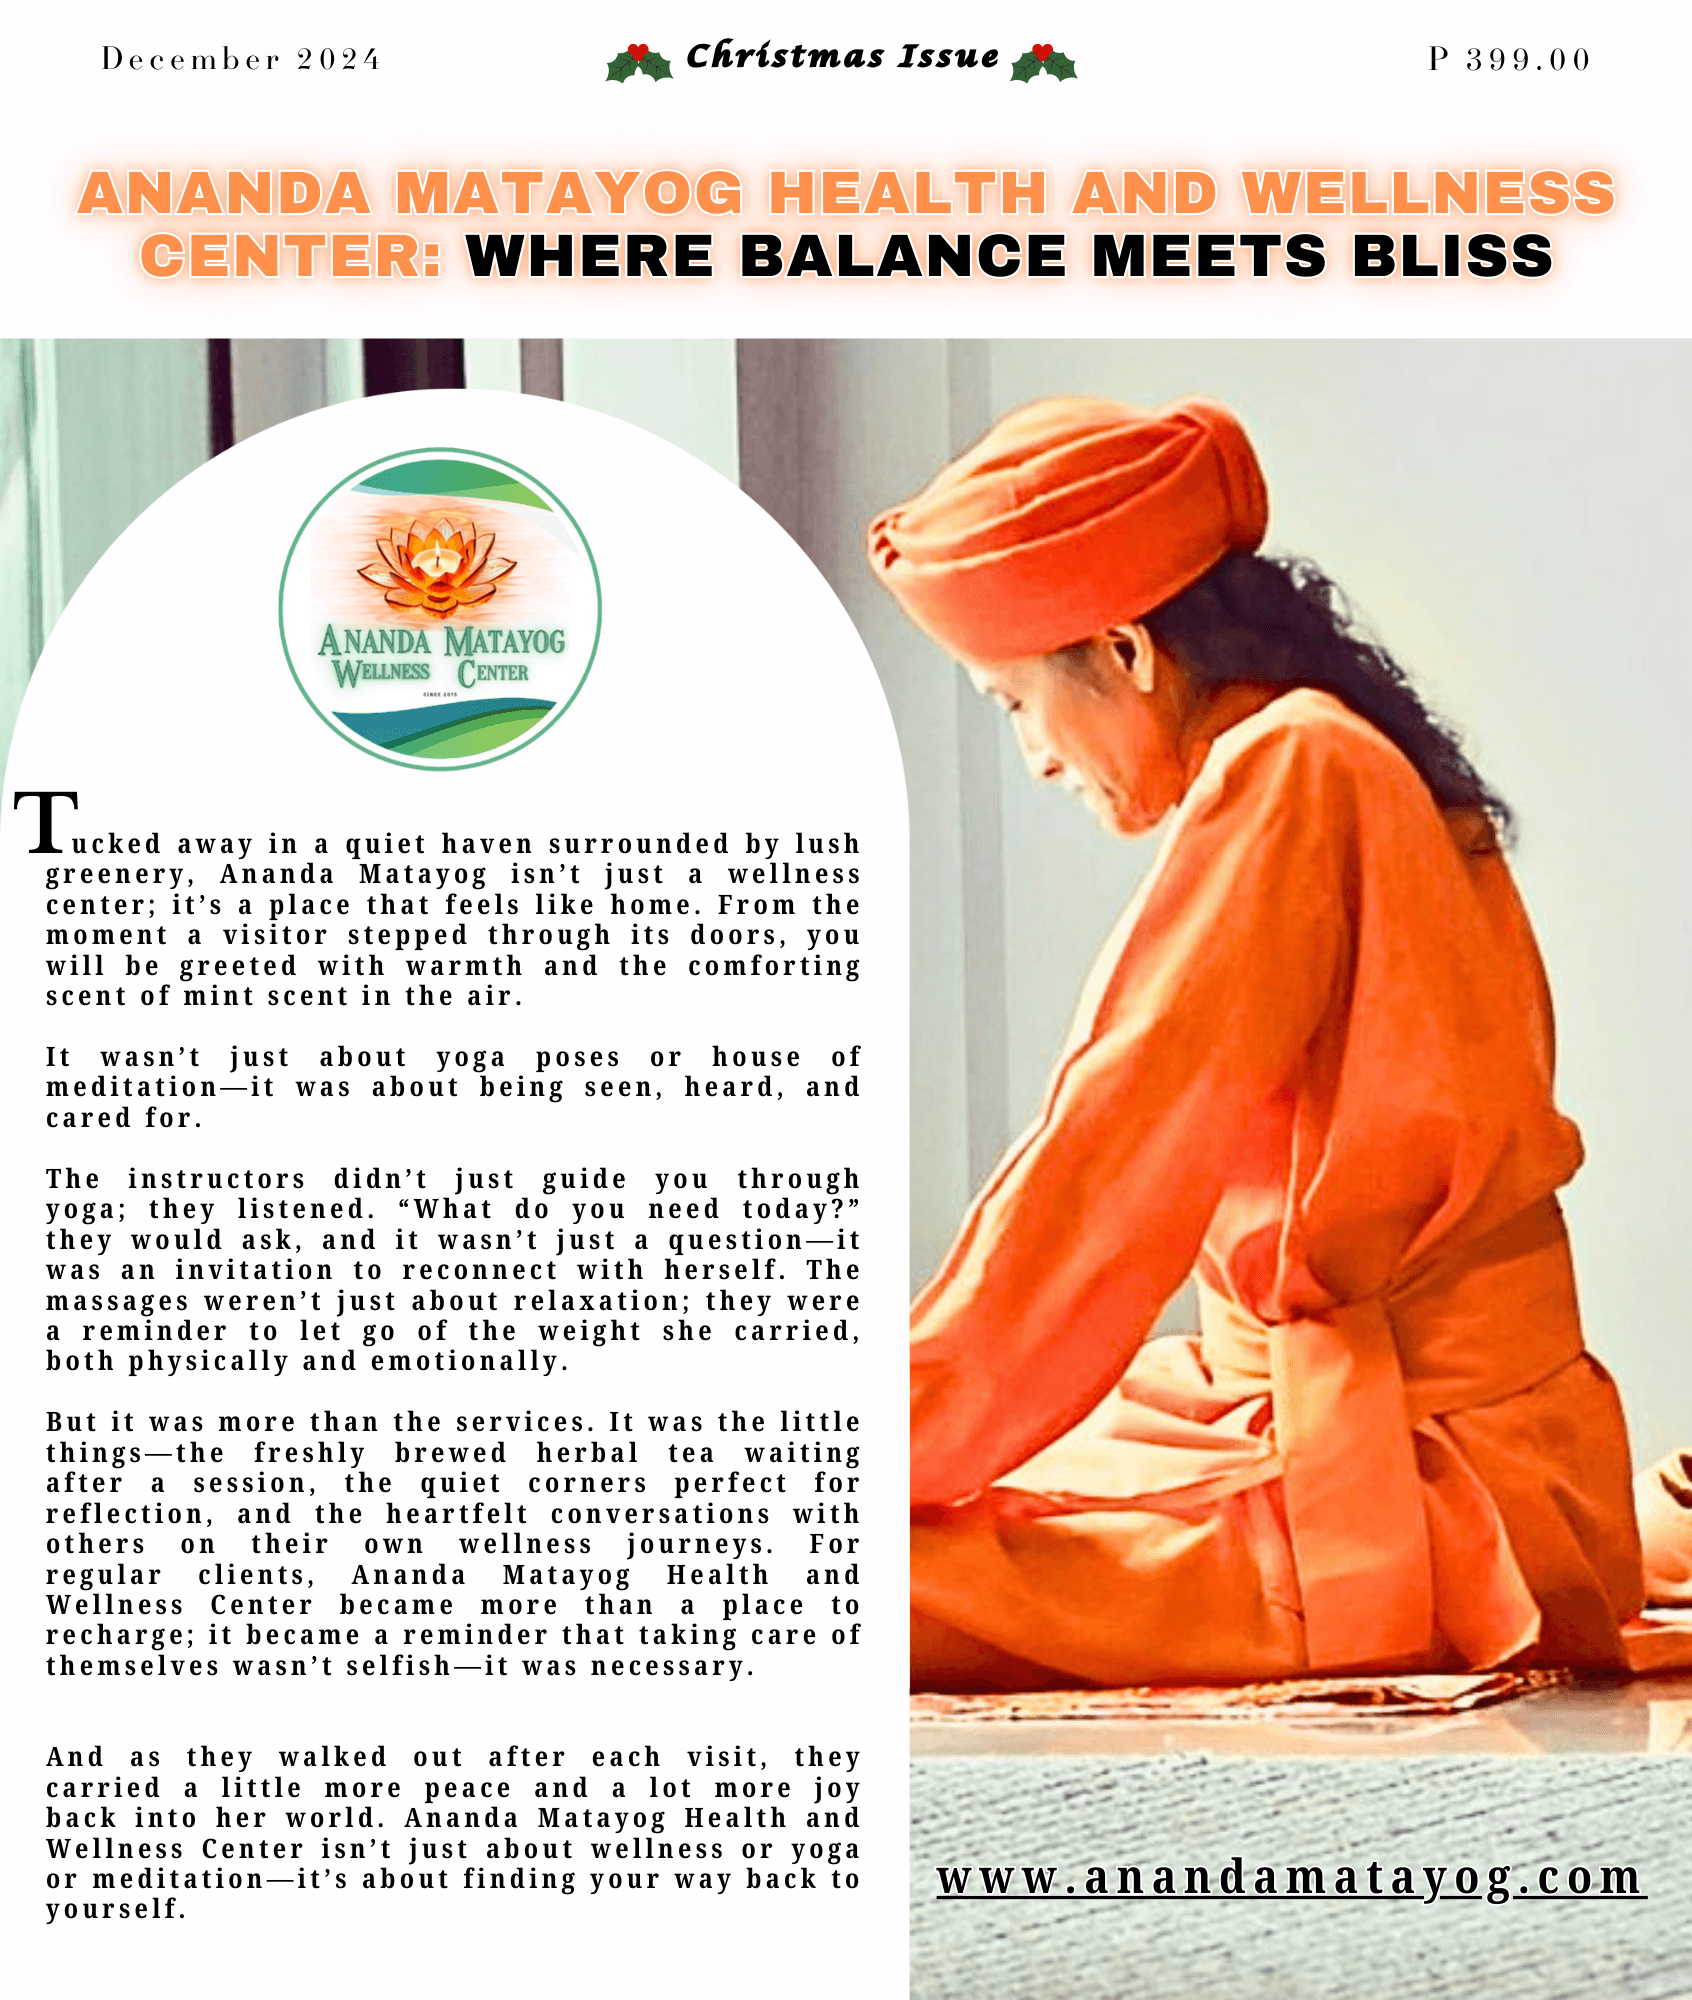 December 2024
Christmas Issue
P 399.00
ANANDA MATAYOG HEALTH AND WELLNESS
CENTER: WHERE BALANCE MEETS BLISS
ANANDA MATAYOG
WELLNESS CENTER
SINCE 2015
Tucked away in a quiet haven surrounded by lush
greenery, Ananda Matayog isn’t just a wellness
center; it’s a place that feels like home. From the
moment a visitor stepped through its doors, you
will be greeted with warmth and the comforting
scent of mint scent in the air.
It wasn’t just about yoga poses or house of
meditation—it was about being seen, heard, and
cared for.
The instructors didn’t just guide you through
yoga; they listened. “What do you need today?”
they would ask, and it wasn’t just a question—it
was an invitation to reconnect with herself. The
massages weren’t just about relaxation; they were
a reminder to let go of the weight she carried,
both physically and emotionally.
But it was more than the services. It was the little
things—the freshly brewed herbal tea waiting
after a session, the quiet corners perfect for
reflection, and the heartfelt conversations with
others on their own wellness journeys. For
regular clients, Ananda Matayog Health and
Wellness Center became more than a place to
recharge; it became a reminder that taking care of
themselves wasn’t selfish—it was necessary.
And as they walked out after each visit, they
carried a little more peace and a lot more joy
back into her world. Ananda Matayog Health and
Wellness Center isn’t just about wellness or yoga
or meditation—it’s about finding your way back to
yourself.
www.anandamatayog.com